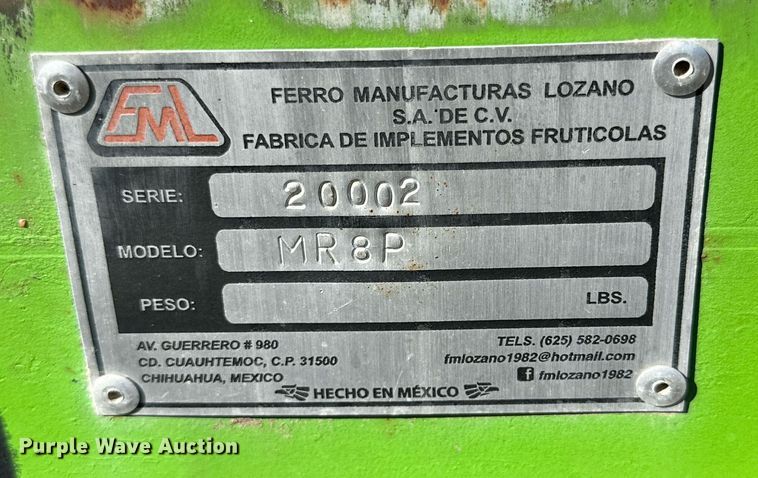 FML
FERRO MANUFACTURAS LOZANO
S.A. DE C.V.
FABRICA DE IMPLEMENTOS FRUTICOLAS
SERIE: 20002
MODELO: MR8P
PESO: LBS.
AV. GUERRERO # 980
CD. CUAUHTEMOC, C.P. 31500
CHIHUAHUA, MEXICO
TELS. (625) 582-0698
fmlozano1982@hotmail.com
f fmlozano1982
HECHO EN MÉXICO
Purple Wave Auction